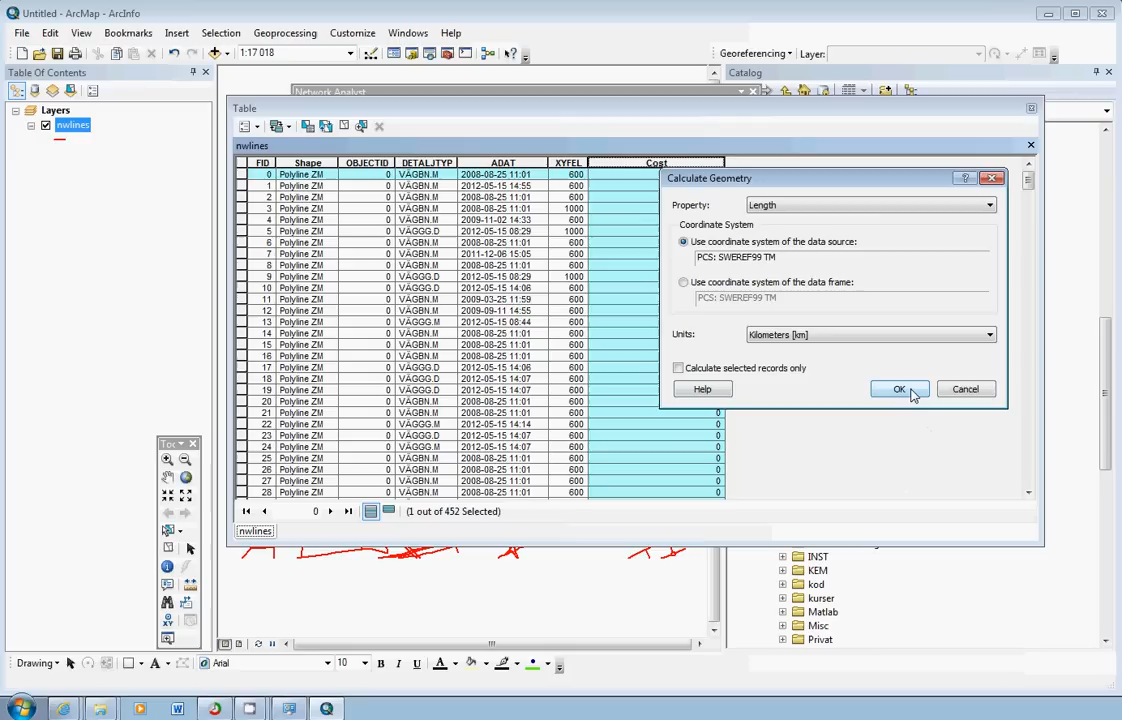 Untitled - ArcMap - ArcInfo
File Edit View Bookmarks Insert Selection Geoprocessing Customize Windows Help
1:17 018
Georeferencing Layer:
Table Of Contents
Layers
nwlines
Network Analyst
Catalog
Table
nwlines
FID Shape OBJECTID DETALJTYP ADAT XYFEL Cost
0 Polyline ZM 0 VÄGBN.M 2008-08-25 11:01 600
1 Polyline ZM 0 VÄGBN.M 2012-05-15 14:55 600
2 Polyline ZM 0 VÄGBN.M 2008-08-25 11:01 600
3 Polyline ZM 0 VÄGBN.M 2008-08-25 11:01 1000
4 Polyline ZM 0 VÄGBN.M 2009-11-02 14:33 600
5 Polyline ZM 0 VÄGGG.D 2012-05-15 08:29 1000
6 Polyline ZM 0 VÄGBN.M 2008-08-25 11:01 600
7 Polyline ZM 0 VÄGBN.M 2011-12-06 15:05 600
8 Polyline ZM 0 VÄGBN.M 2008-08-25 11:01 600
9 Polyline ZM 0 VÄGGG.D 2012-05-15 08:29 1000
10 Polyline ZM 0 VÄGGG.D 2012-05-15 14:06 600
11 Polyline ZM 0 VÄGBN.M 2009-03-25 11:59 600
12 Polyline ZM 0 VÄGBN.M 2009-09-11 14:55 600
13 Polyline ZM 0 VÄGGG.M 2012-05-15 08:44 600
14 Polyline ZM 0 VÄGBN.M 2008-08-25 11:01 600
15 Polyline ZM 0 VÄGBN.M 2008-08-25 11:01 600
16 Polyline ZM 0 VÄGBN.M 2008-08-25 11:01 600
17 Polyline ZM 0 VÄGGG.D 2012-05-15 14:06 600
18 Polyline ZM 0 VÄGGG.D 2012-05-15 14:07 600
19 Polyline ZM 0 VÄGGG.D 2012-05-15 14:07 600
20 Polyline ZM 0 VÄGBN.M 2008-08-25 11:01 600
21 Polyline ZM 0 VÄGBN.M 2008-08-25 11:01 600 0
22 Polyline ZM 0 VÄGGG.M 2012-05-15 14:14 600 0
23 Polyline ZM 0 VÄGGG.D 2012-05-15 14:07 600 0
24 Polyline ZM 0 VÄGGG.D 2012-05-15 14:07 600 0
25 Polyline ZM 0 VÄGBN.M 2008-08-25 11:01 600 0
26 Polyline ZM 0 VÄGBN.M 2008-08-25 11:01 600 0
27 Polyline ZM 0 VÄGBN.M 2008-08-25 11:01 600 0
28 Polyline ZM 0 VÄGBN.M 2008-08-25 11:01 600 0
0 (1 out of 452 Selected)
nwlines
Calculate Geometry
Property: Length
Coordinate System
Use coordinate system of the data source:
PCS: SWEREF99 TM
Use coordinate system of the data frame:
PCS: SWEREF99 TM
Units: Kilometers [km]
Calculate selected records only
Help OK Cancel
INST
KEM
kod
kurser
Matlab
Misc
Privat
Drawing Arial 10 B I U A